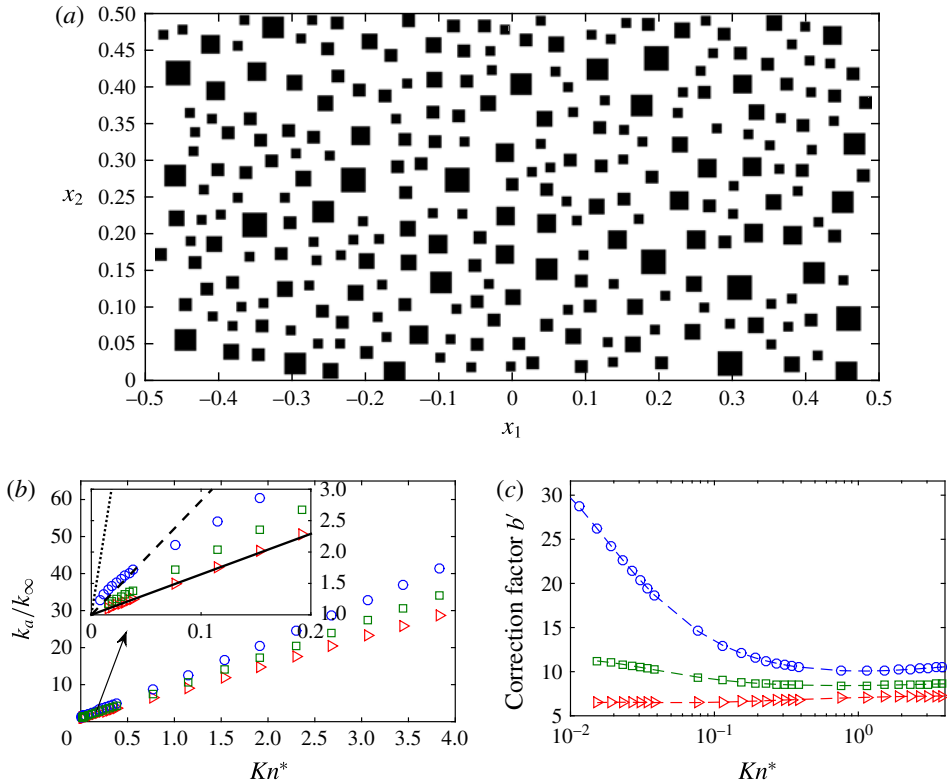 (a)
0.50
0.45
0.40
0.35
0.30
x2 0.25
0.20
0.15
0.10
0.05
0
–0.5 –0.4 –0.3 –0.2 –0.1 0 0.1 0.2 0.3 0.4 0.5
x1
(b)
60
50
40
30
20
10
0 0.5 1.0 1.5 2.0 2.5 3.0 3.5 4.0
ka/k∞
Kn*
3.0
2.5
2.0
1.5
1.0
0 0.1 0.2
(c)
30
25
20
15
10
5
10−2 10−1 100
Correction factor b′
Kn*